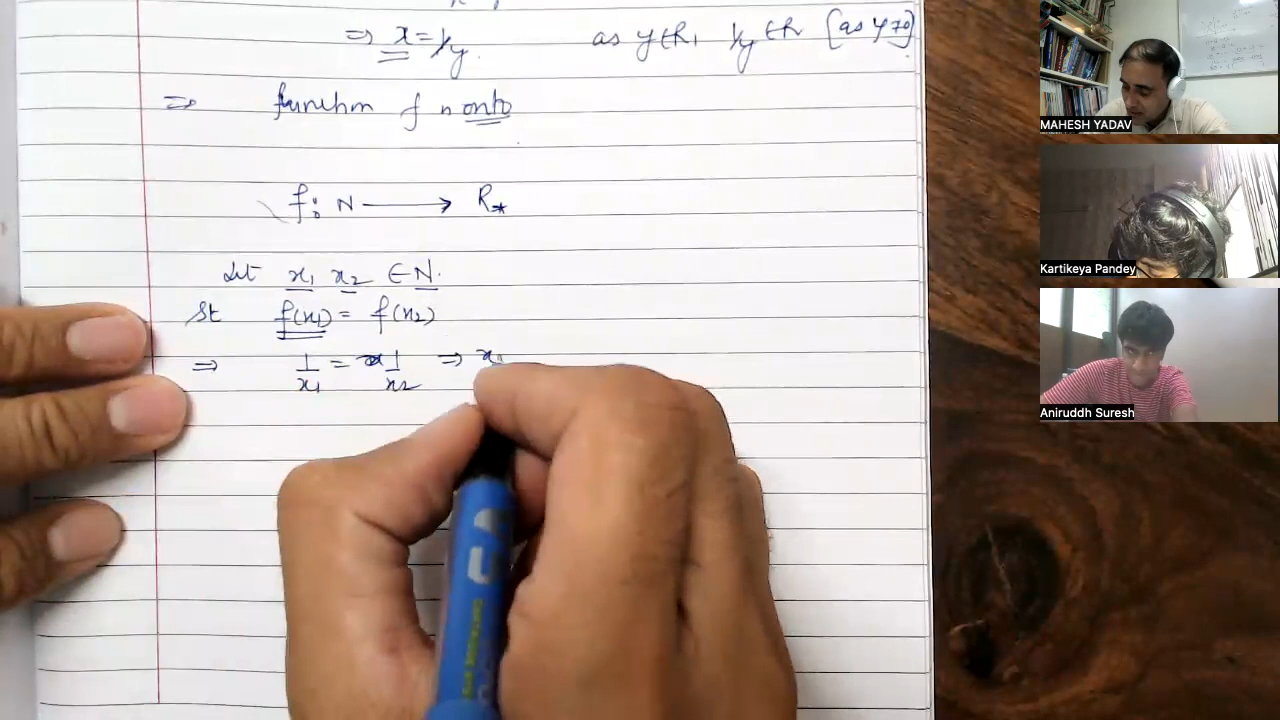 ⇒ x = 1/y. as y ∈ R, 1/y ∈ R [as y≠0]
⇒ function f is onto
f: N ⟶ R*
Let x₁ x₂ ∈ N.
St f(x₁) = f(x₂)
⇒ 1/x₁ = 1/x₂ ⇒ x₁
MAHESH YADAV
Kartikeya Pandey
Aniruddh Suresh